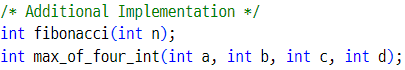 /* Additional Implementation */
int fibonacci(int n);
int max_of_four_int(int a, int b, int c, int d);